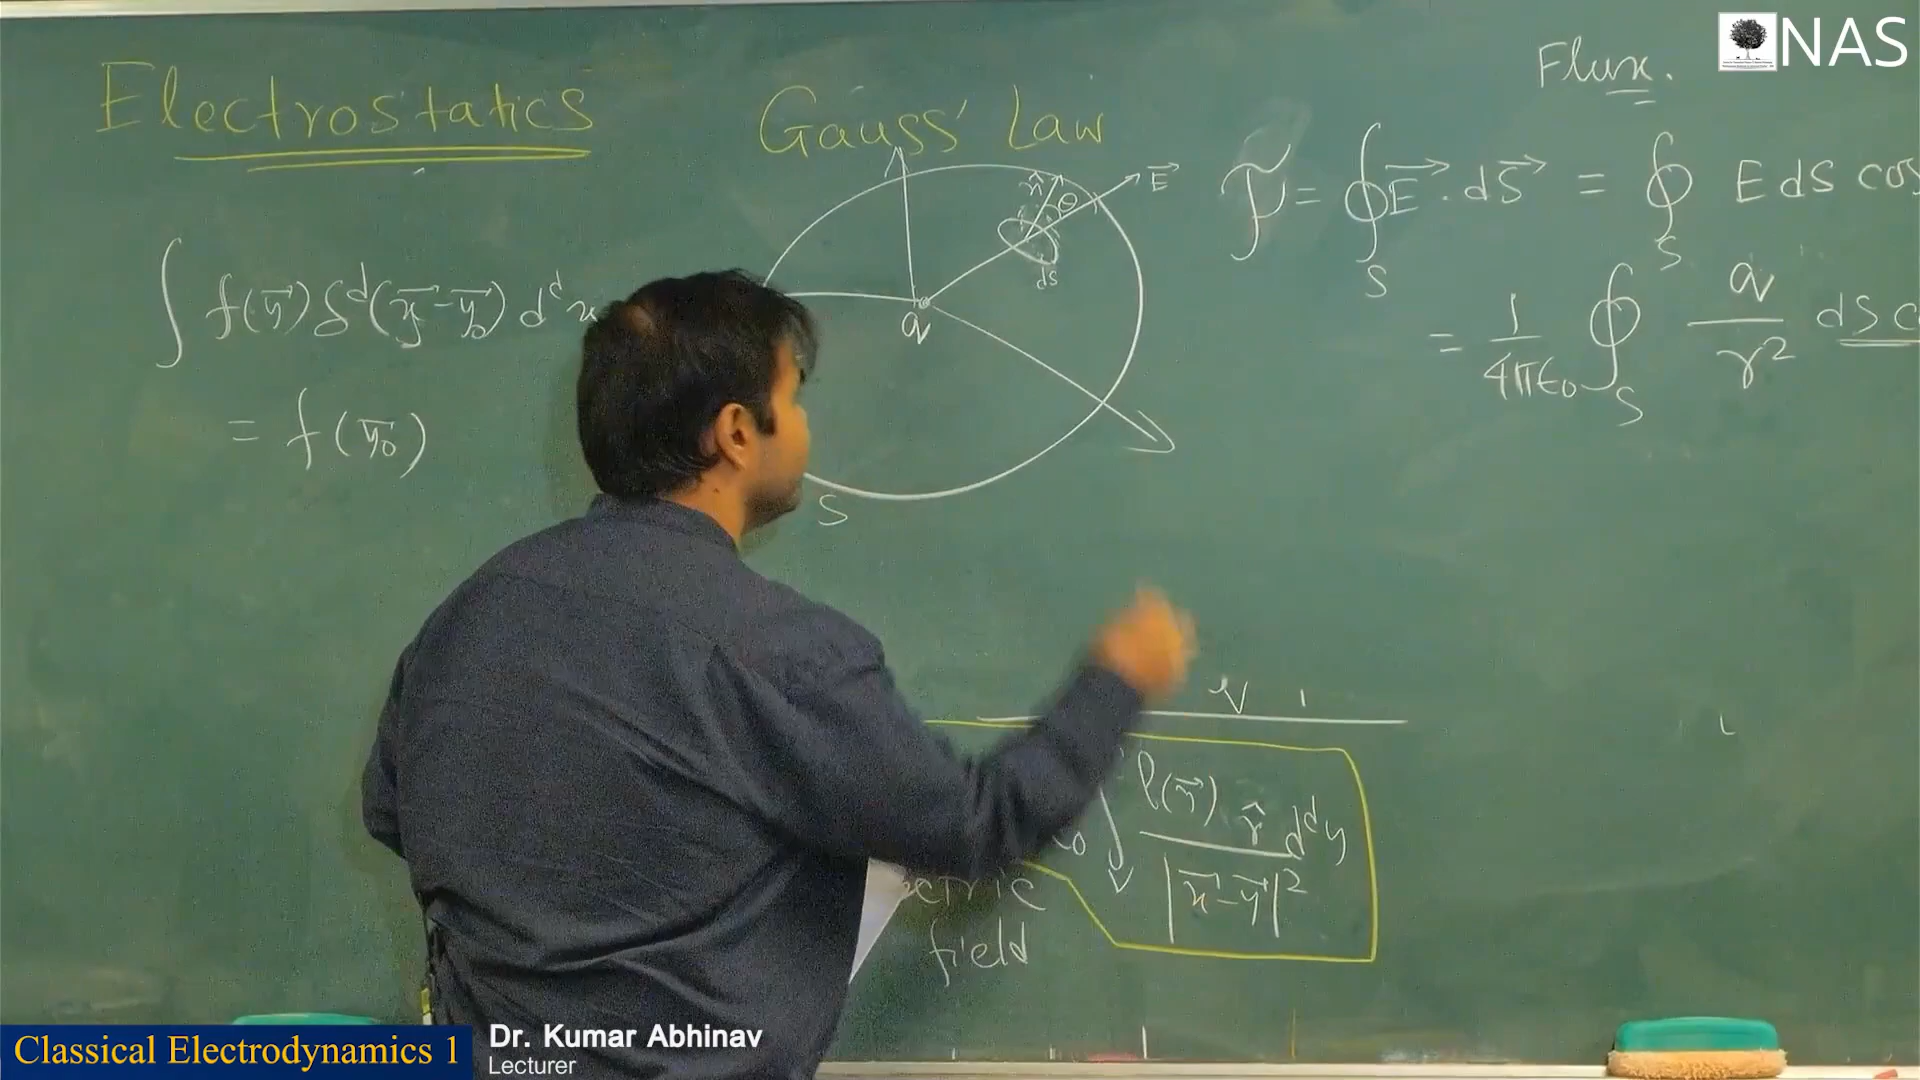 NAS
Flux.
Electrostatics
Gauss' Law
n̂ θ E⃗
dS
q
S
= ∮_S E⃗ . dS⃗ = ∮_S E dS cos
= 1/4πϵ₀ ∮_S q/r² dS c
∫ f(y⃗) δ^d(y⃗-y⃗₀) d^d
= f(y⃗₀)
ρ(y⃗) r̂ d^d y
|x⃗-y⃗|²
field
Classical Electrodynamics 1
Dr. Kumar Abhinav
Lecturer